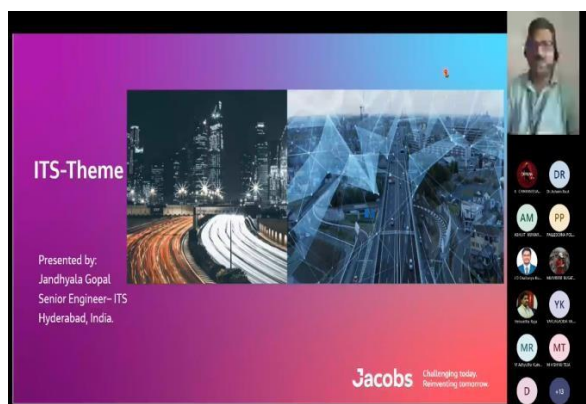 ITS-Theme
Presented by:
Jandhyala Gopal
Senior Engineer– ITS
Hyderabad, India.
Jacobs
Challenging today.
Reinventing tomorrow.
DR
AM
PP
YK
MR
MT
D
+13